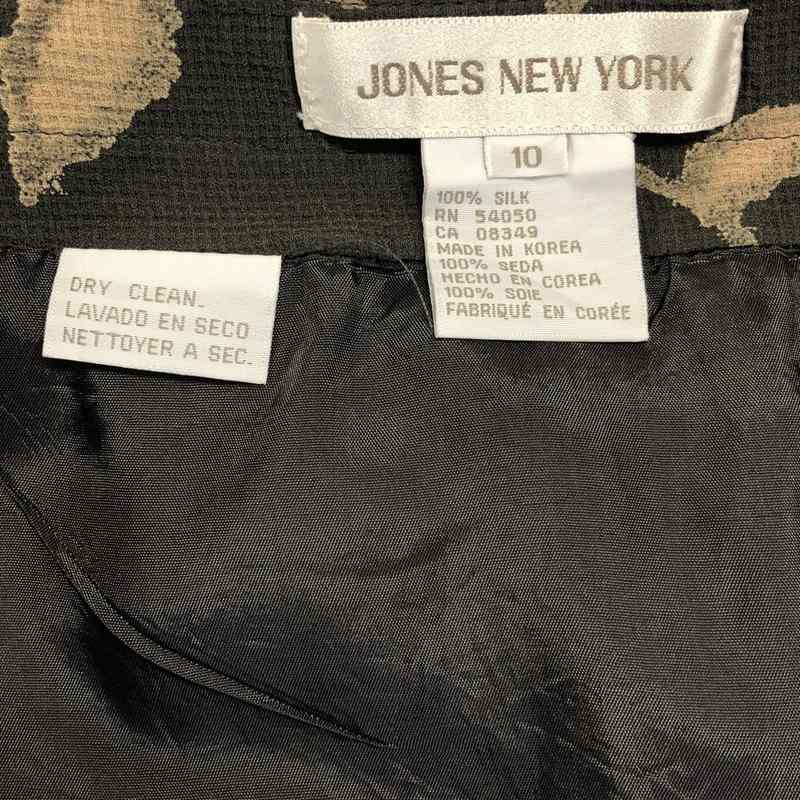 JONES NEW YORK
10
100% SILK
RN 54050
CA 08349
MADE IN KOREA
100% SEDA
HECHO EN COREA
100% SOIE
FABRIQUÉ EN CORÉE
DRY CLEAN.
LAVADO EN SECO
NETTOYER A SEC.